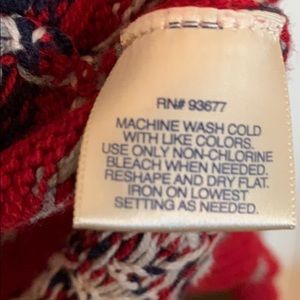 RN# 93677
MACHINE WASH COLD
WITH LIKE COLORS.
USE ONLY NON-CHLORINE
BLEACH WHEN NEEDED.
RESHAPE AND DRY FLAT.
IRON ON LOWEST
SETTING AS NEEDED.